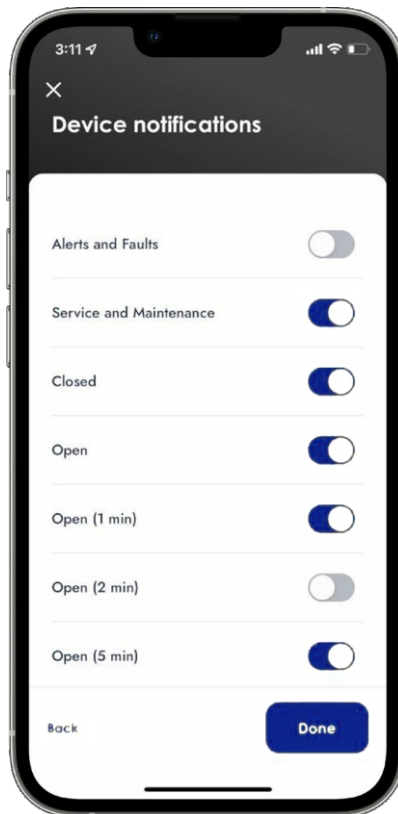 3:11
Device notifications
Alerts and Faults
Service and Maintenance
Closed
Open
Open (1 min)
Open (2 min)
Open (5 min)
Back
Done